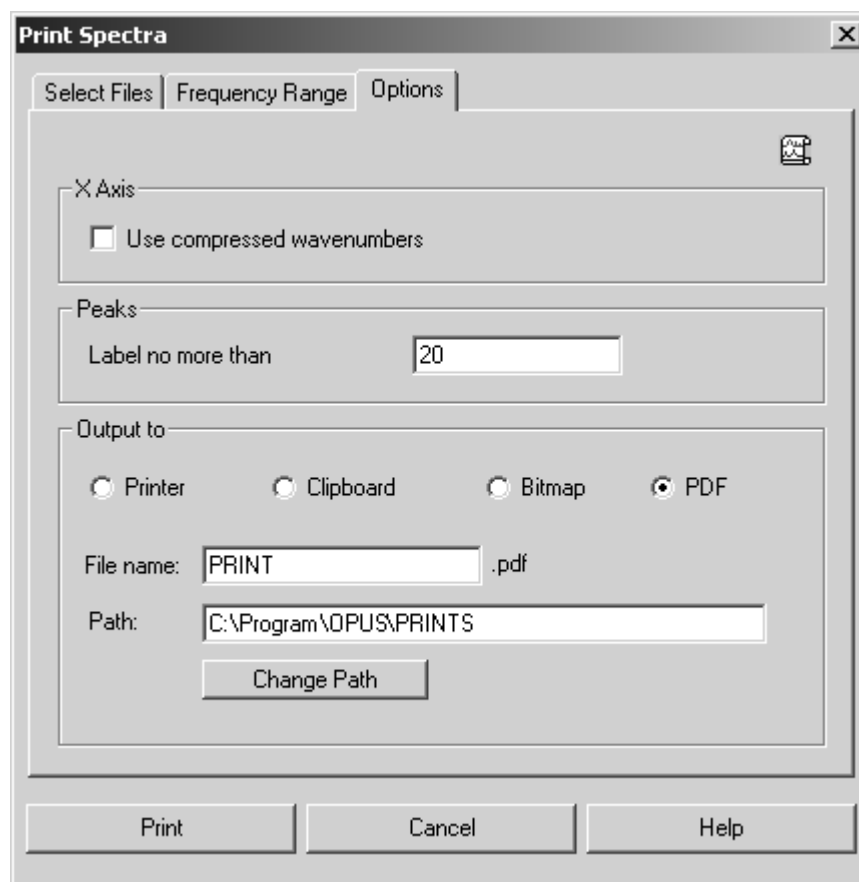 Print Spectra
Select Files Frequency Range Options
X Axis
Use compressed wavenumbers
Peaks
Label no more than 20
Output to
Printer Clipboard Bitmap PDF
File name: PRINT .pdf
Path: C:\Program\OPUS\PRINTS
Change Path
Print Cancel Help